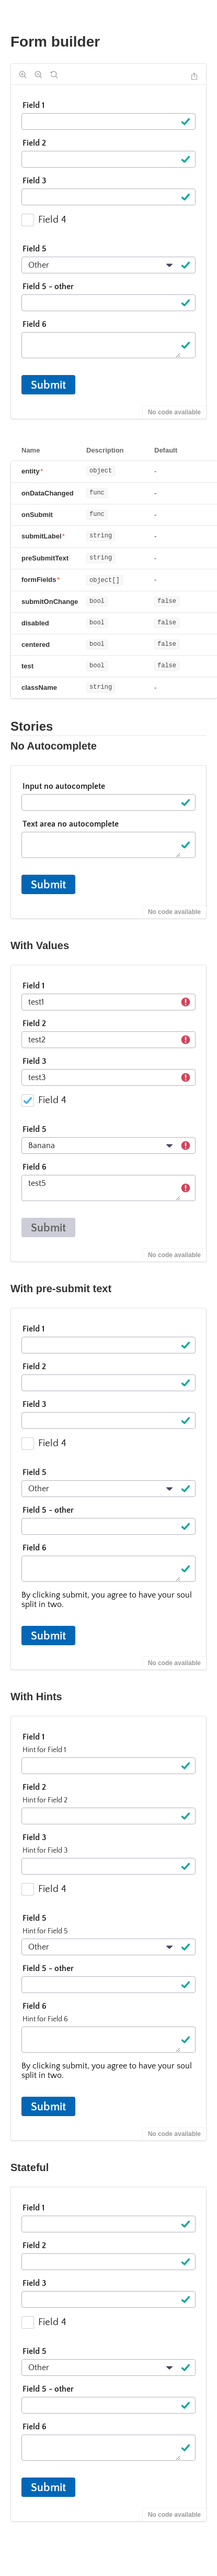 Form builder
Field 1
Field 2
Field 3
Field 4
Field 5
Other
Field 5 - other
Field 6
Submit
No code available
Name Description Default
entity* object -
onDataChanged func -
onSubmit func -
submitLabel* string -
preSubmitText string -
formFields* object[] -
submitOnChange bool false
disabled bool false
centered bool false
test bool false
className string -
Stories
No Autocomplete
Input no autocomplete
Text area no autocomplete
Submit
No code available
With Values
Field 1
test1
Field 2
test2
Field 3
test3
Field 4
Field 5
Banana
Field 6
test5
Submit
No code available
With pre-submit text
Field 1
Field 2
Field 3
Field 4
Field 5
Other
Field 5 - other
Field 6
By clicking submit, you agree to have your soul
split in two.
Submit
No code available
With Hints
Field 1
Hint for Field 1
Field 2
Hint for Field 2
Field 3
Hint for Field 3
Field 4
Field 5
Hint for Field 5
Other
Field 5 - other
Field 6
Hint for Field 6
By clicking submit, you agree to have your soul
split in two.
Submit
No code available
Stateful
Field 1
Field 2
Field 3
Field 4
Field 5
Other
Field 5 - other
Field 6
Submit
No code available